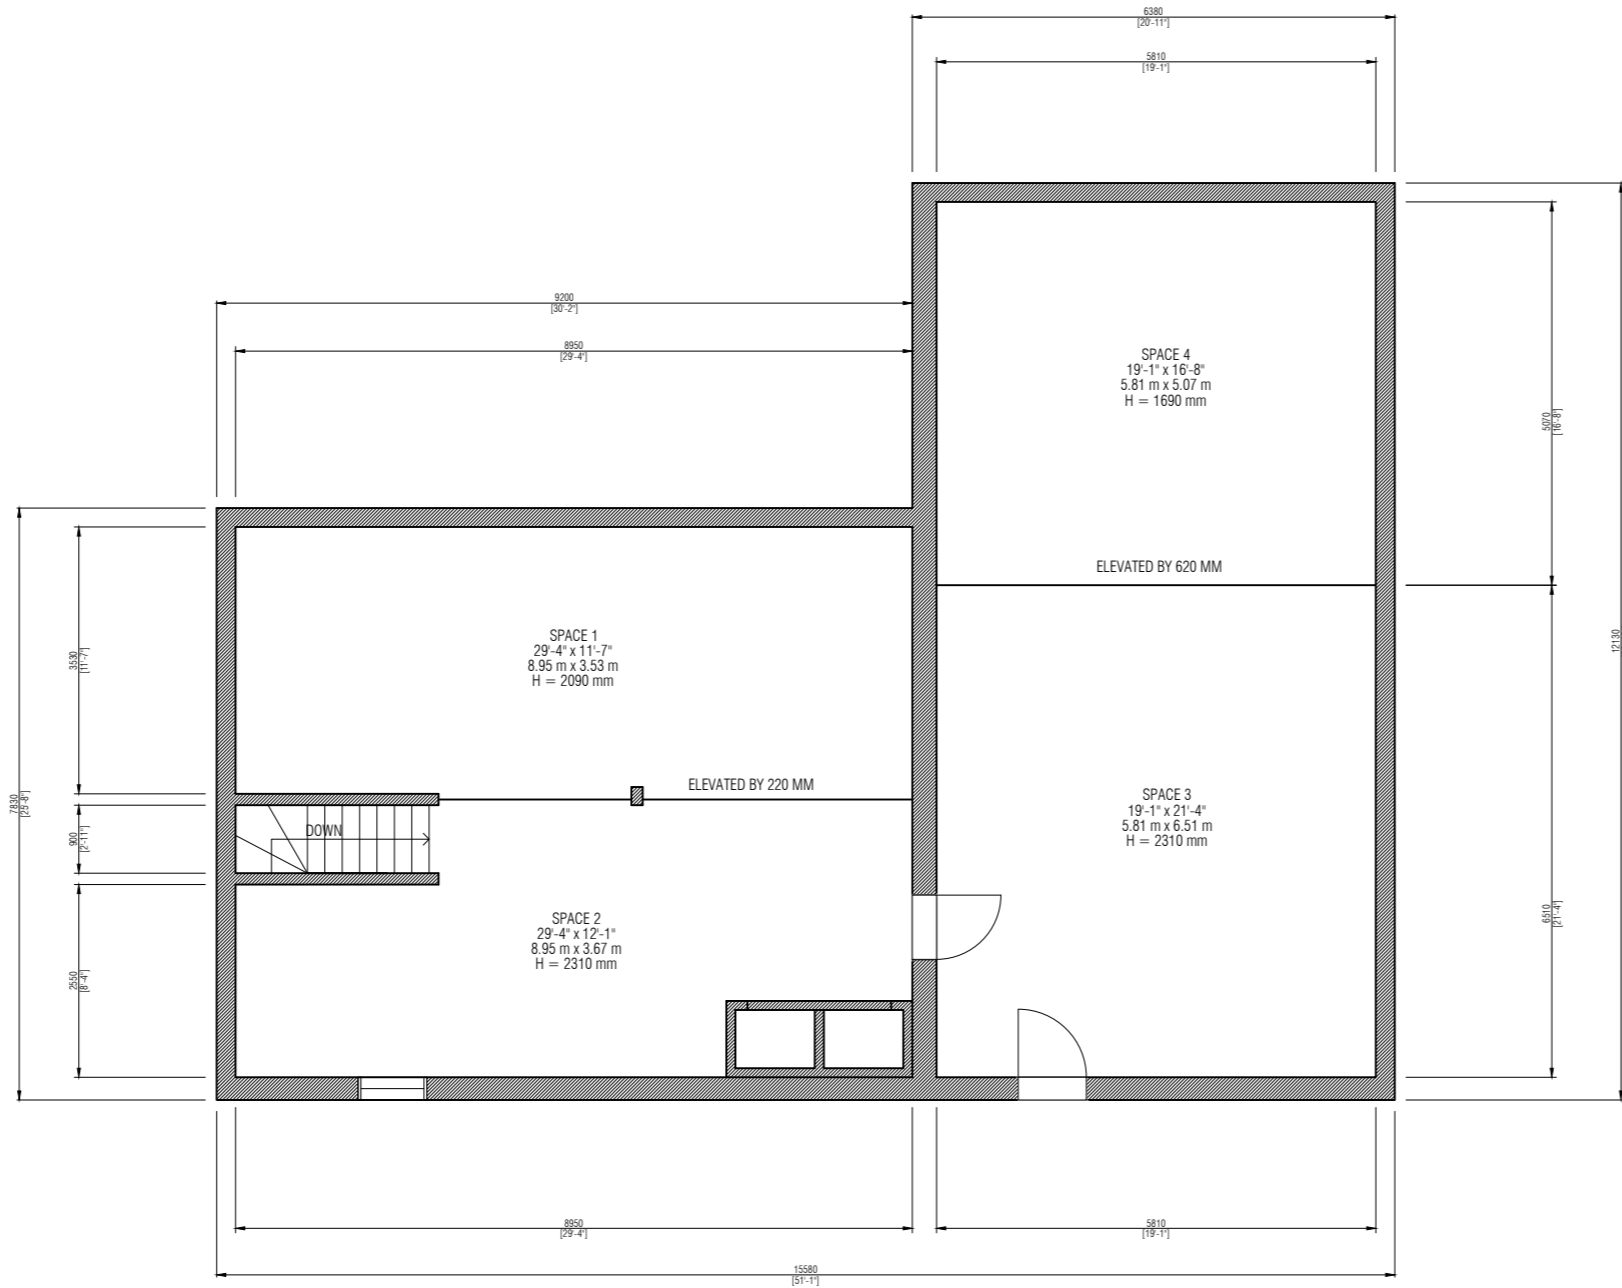 6380
[20'-11"]
5810
[19'-1"]
9200
[30'-2"]
8950
[29'-4"]
SPACE 4
19'-1" x 16'-8"
5.81 m x 5.07 m
H = 1690 mm
5070
[16'-8"]
ELEVATED BY 620 MM
SPACE 1
29'-4" x 11'-7"
8.95 m x 3.53 m
H = 2090 mm
3530
[11'-7"]
12130
ELEVATED BY 220 MM
7830
[25'-8"]
900
[2'-11"]
DOWN
SPACE 3
19'-1" x 21'-4"
5.81 m x 6.51 m
H = 2310 mm
SPACE 2
29'-4" x 12'-1"
8.95 m x 3.67 m
H = 2310 mm
6510
[21'-4"]
2550
[8'-4"]
8950
[29'-4"]
5810
[19'-1"]
15580
[51'-1"]